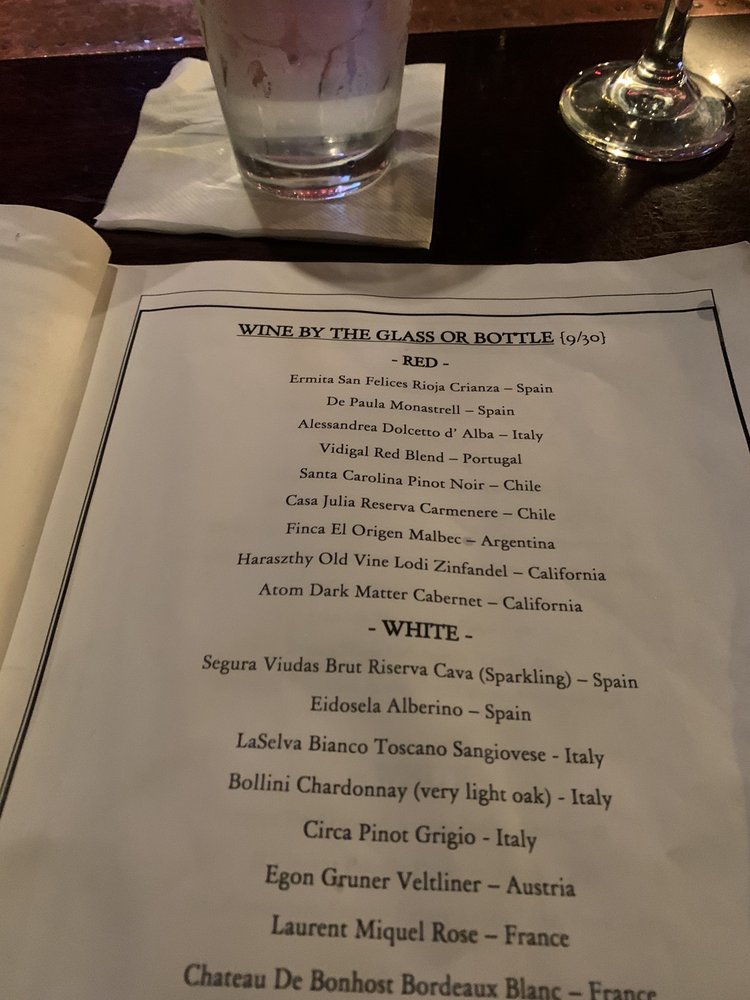 WINE BY THE GLASS OR BOTTLE {9/30}
- RED -
Ermita San Felices Rioja Crianza – Spain
De Paula Monastrell – Spain
Alessandrea Dolcetto d' Alba – Italy
Vidigal Red Blend – Portugal
Santa Carolina Pinot Noir – Chile
Casa Julia Reserva Carmenere – Chile
Finca El Origen Malbec – Argentina
Haraszthy Old Vine Lodi Zinfandel – California
Atom Dark Matter Cabernet – California
- WHITE -
Segura Viudas Brut Riserva Cava (Sparkling) – Spain
Eidosela Alberino – Spain
LaSelva Bianco Toscano Sangiovese - Italy
Bollini Chardonnay (very light oak) - Italy
Circa Pinot Grigio - Italy
Egon Gruner Veltliner – Austria
Laurent Miquel Rose – France
Chateau De Bonhost Bordeaux Blanc – France